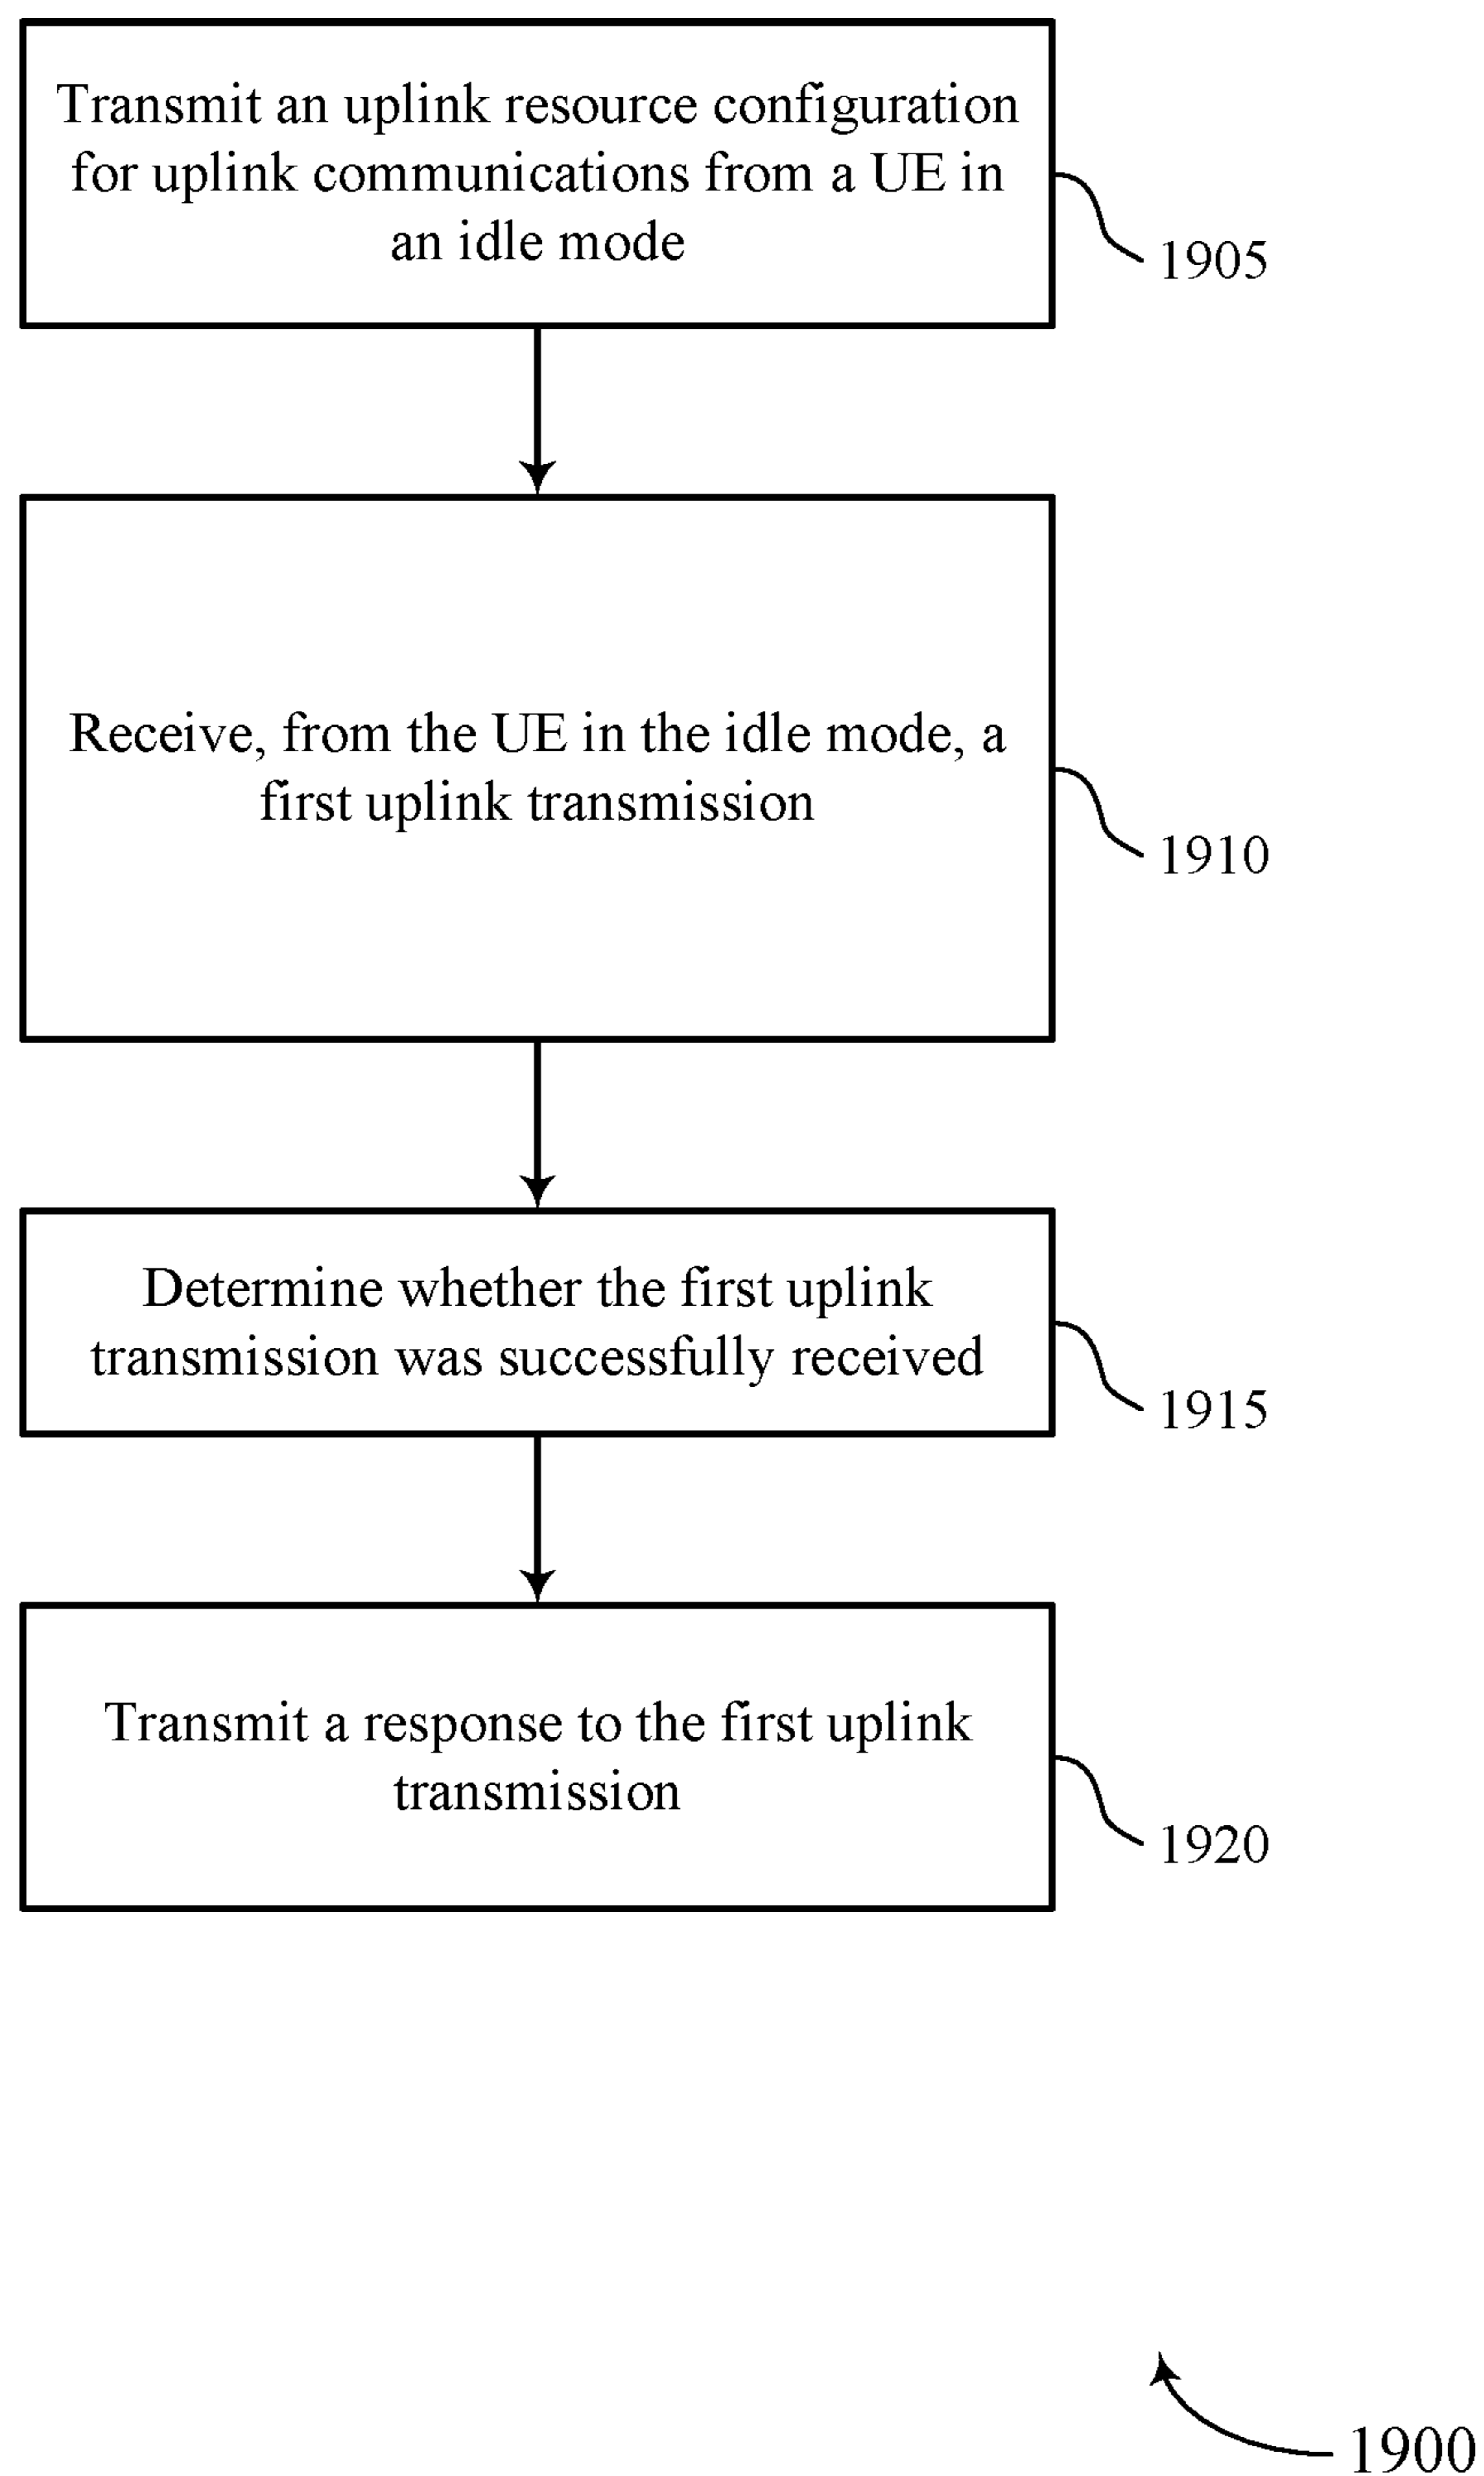 Transmit an uplink resource configuration
for uplink communications from a UE in
an idle mode
1905
Receive, from the UE in the idle mode, a
first uplink transmission
1910
Determine whether the first uplink
transmission was successfully received
1915
Transmit a response to the first uplink
transmission
1920
1900